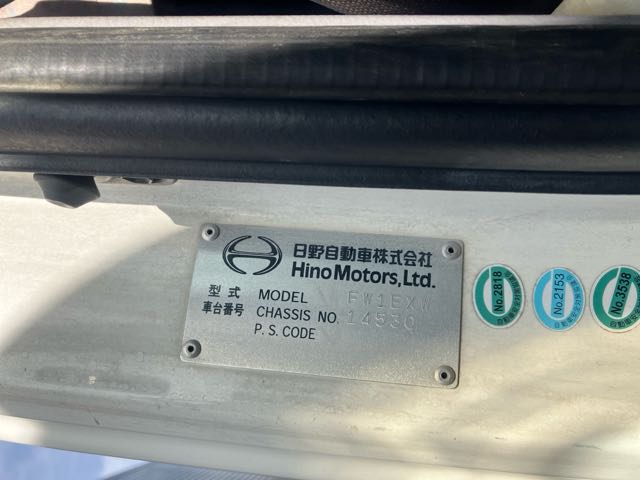 日野自動車株式会社
Hino Motors, Ltd.
型式 MODEL FW1EXW
車台番号 CHASSIS NO. 14530
P. S. CODE
No.2818
No.2153
No.3538